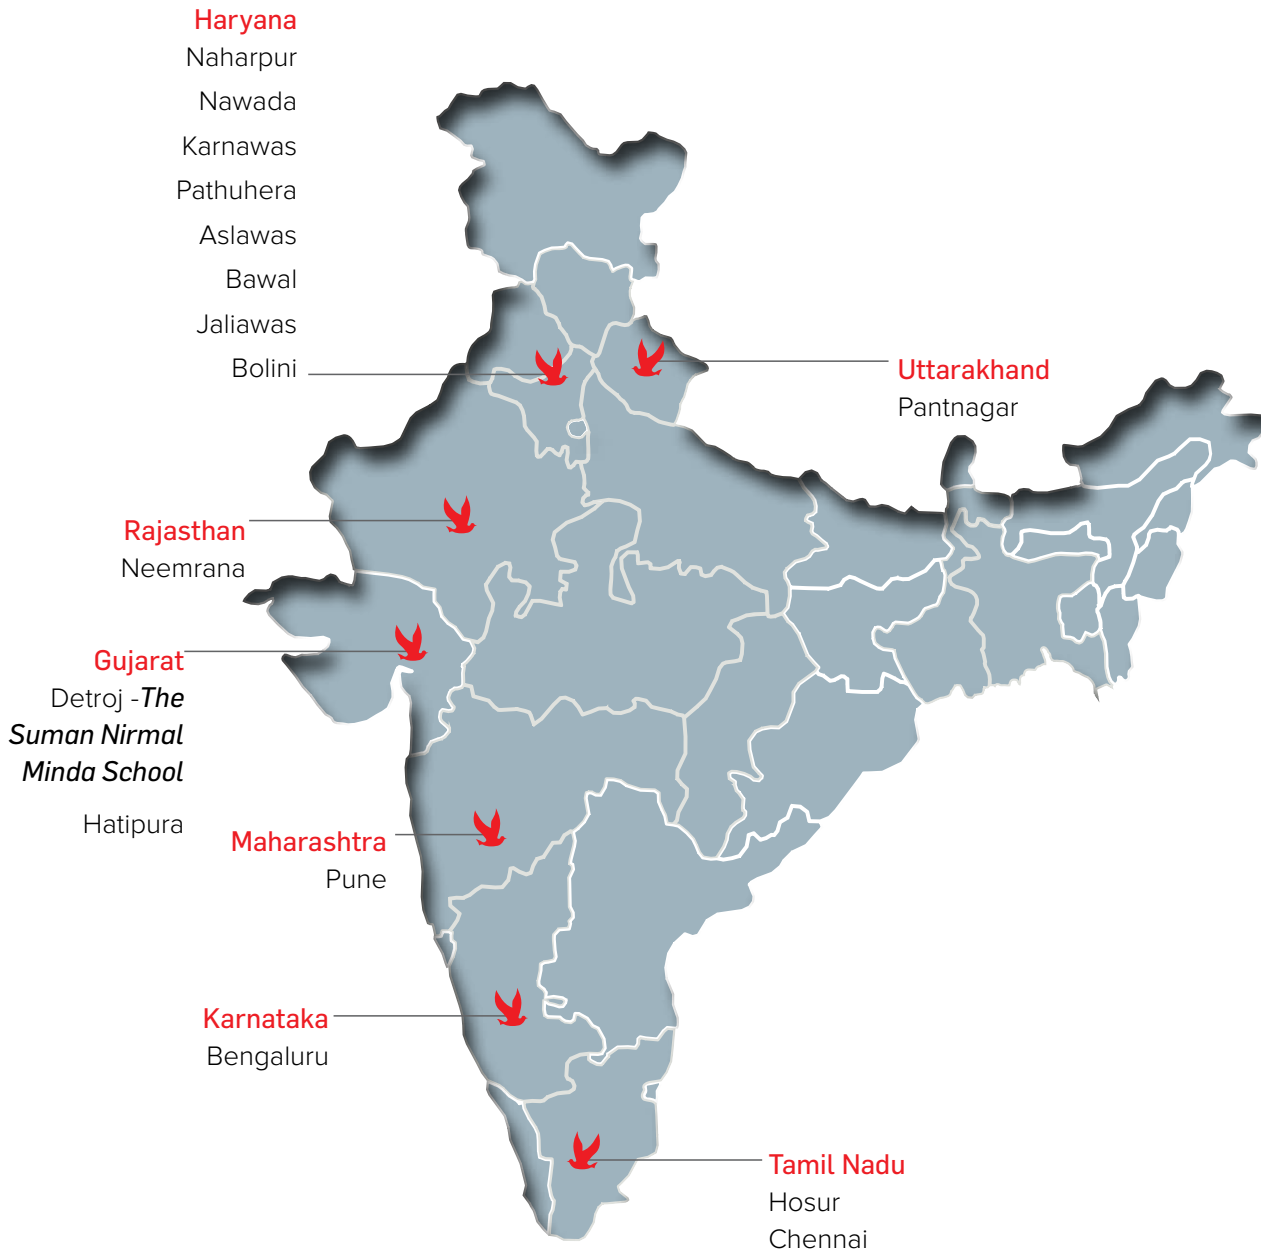 Haryana
Naharpur
Nawada
Karnawas
Pathuhera
Aslawas
Bawal
Jaliawas
Bolini
Uttarakhand
Pantnagar
Rajasthan
Neemrana
Gujarat
Detroj -The
Suman Nirmal
Minda School
Hatipura
Maharashtra
Pune
Karnataka
Bengaluru
Tamil Nadu
Hosur
Chennai